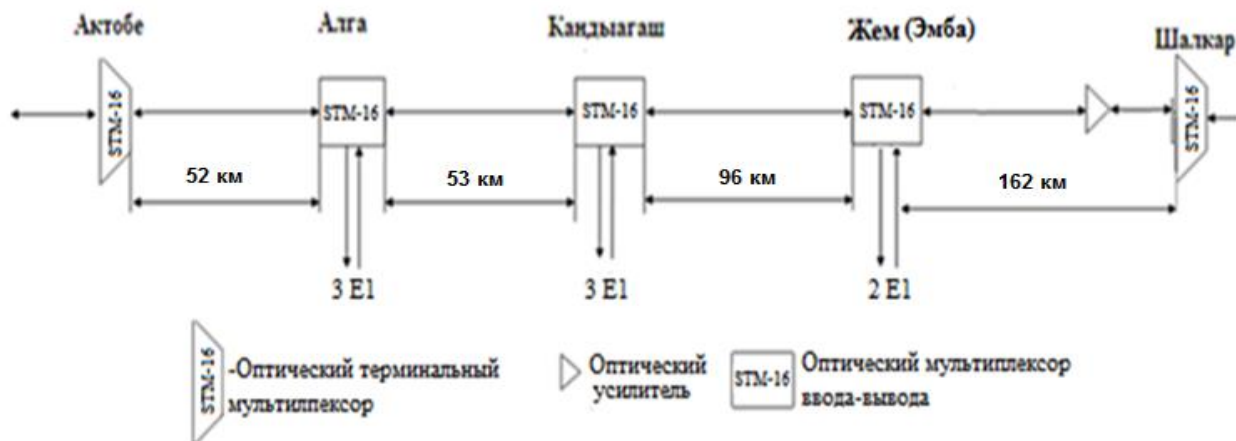 Актобе
Алга
Кандыагаш
Жем (Эмба)
Шалкар
STM-16
STM-16
STM-16
STM-16
STM-16
52 км
53 км
96 км
162 км
3 E1
3 E1
2 E1
STM-16
-Оптический терминальный
мультилпексор
Оптический
усилитель
STM-16
Оптический мультиплексор
ввода-вывода